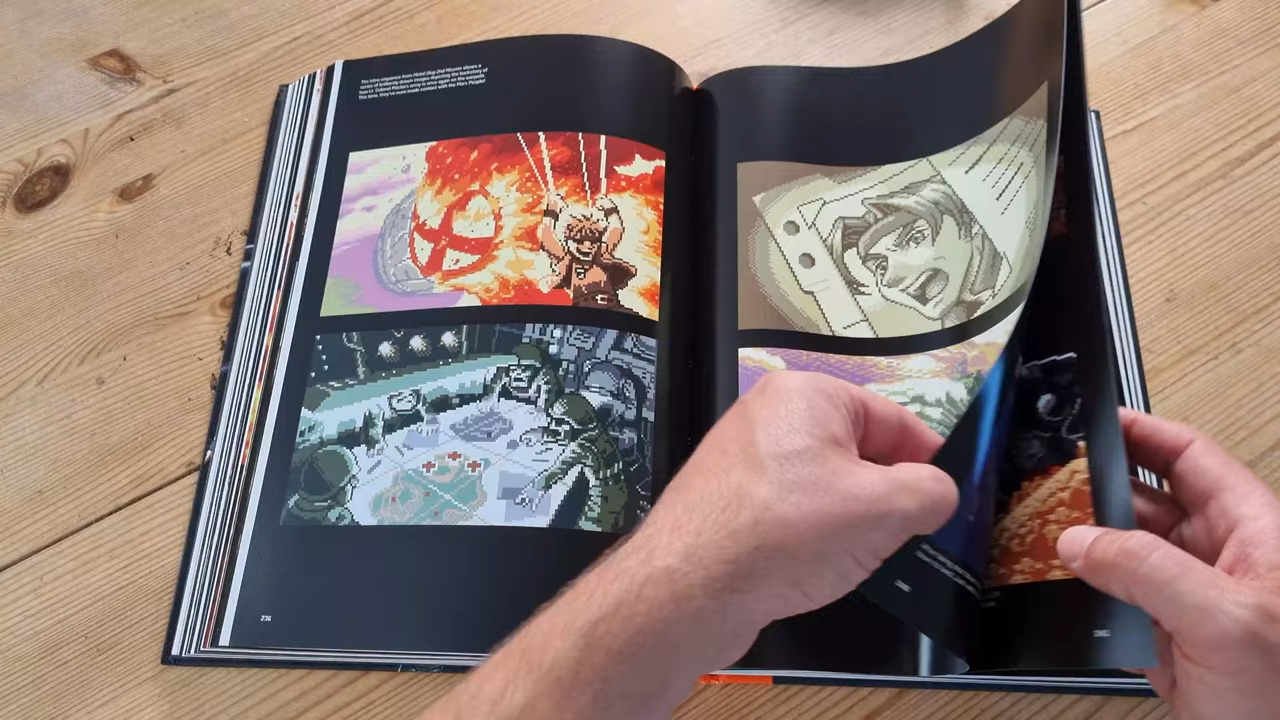 The intro sequence from Metal Slug 2nd Mission shows a
series of brilliantly drawn images depicting the backstory of
how Lt. Gabriel Macba's army is once again on the warpath.
This time, they've even made contact with the Mars People!
236